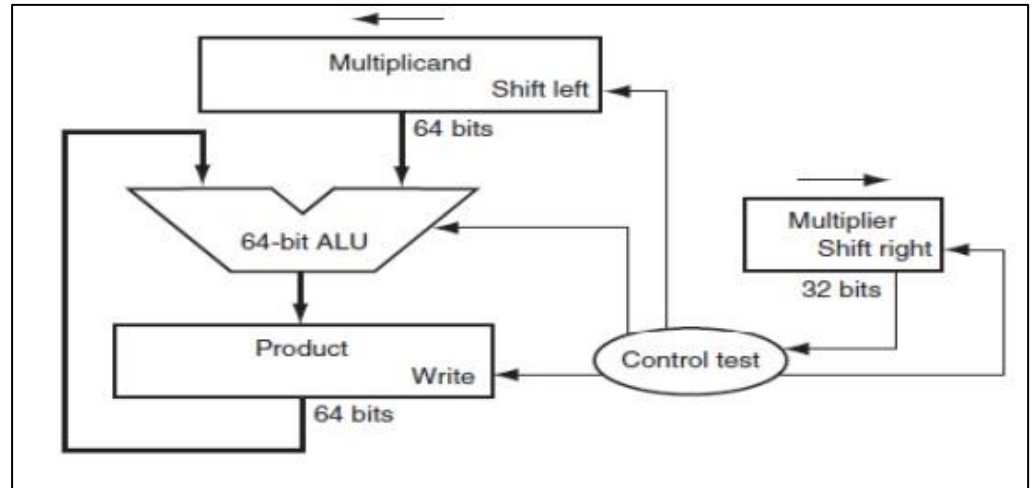 Multiplicand
Shift left
64 bits
64-bit ALU
Multiplier
Shift right
32 bits
Product
Write
Control test
64 bits